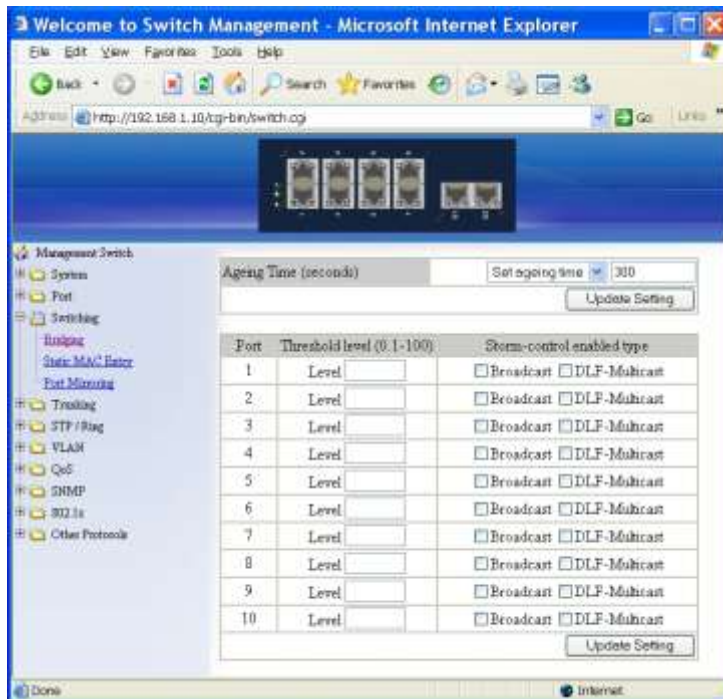 Welcome to Switch Management - Microsoft Internet Explorer
File Edit View Favorites Tools Help
Back Search Favorites
Address http://192.168.1.10/cgi-bin/switch.cgi Go Links
Management Switch
System
Port
Switching
Bridging
Static MAC Entry
Port Mirroring
Trunking
STP / Ring
VLAN
QoS
SNMP
802.1x
Other Protocols
Ageing Time (seconds) Set ageing time 300
Update Setting
Port Threshold level (0.1-100) Storm-control enabled type
1 Level Broadcast DLF-Multicast
2 Level Broadcast DLF-Multicast
3 Level Broadcast DLF-Multicast
4 Level Broadcast DLF-Multicast
5 Level Broadcast DLF-Multicast
6 Level Broadcast DLF-Multicast
7 Level Broadcast DLF-Multicast
8 Level Broadcast DLF-Multicast
9 Level Broadcast DLF-Multicast
10 Level Broadcast DLF-Multicast
Update Setting
Done Internet